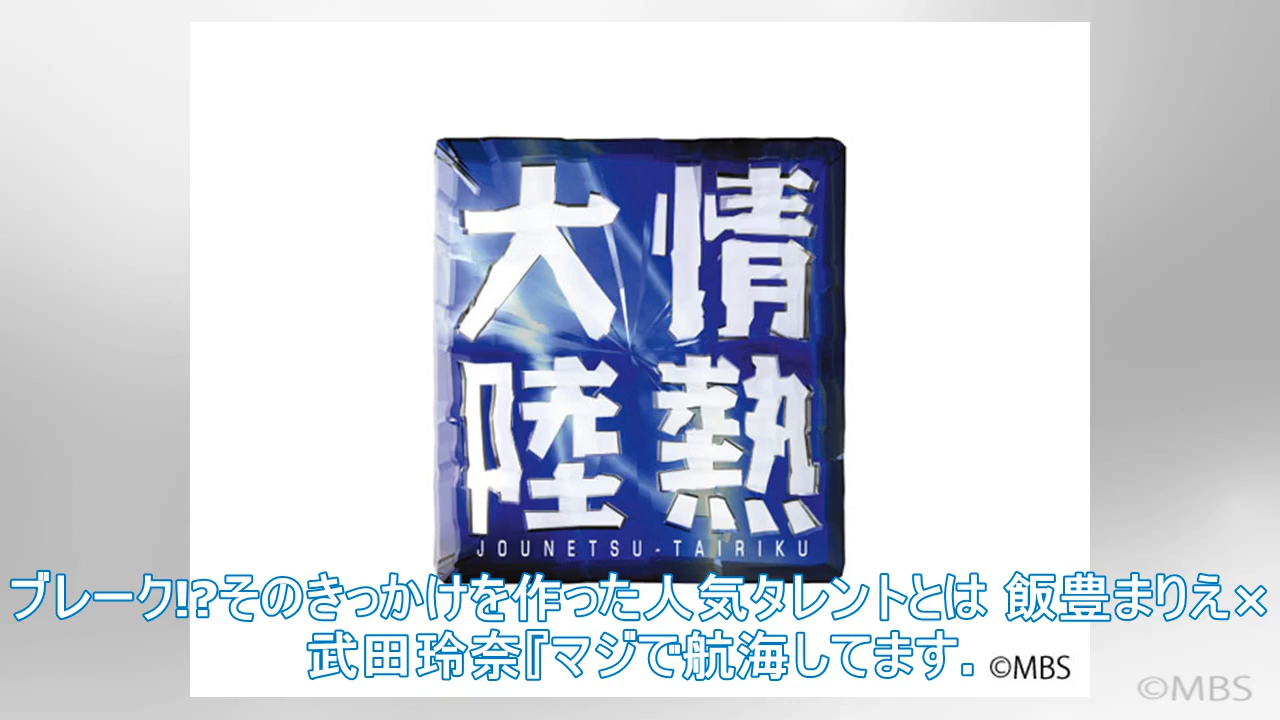 情熱
大陸
JOUNETSU-TAIRIKU
ブレーク!?そのきっかけを作った人気タレントとは 飯豊まりえ×
武田玲奈『マジで航海してます.
©MBS
©MBS